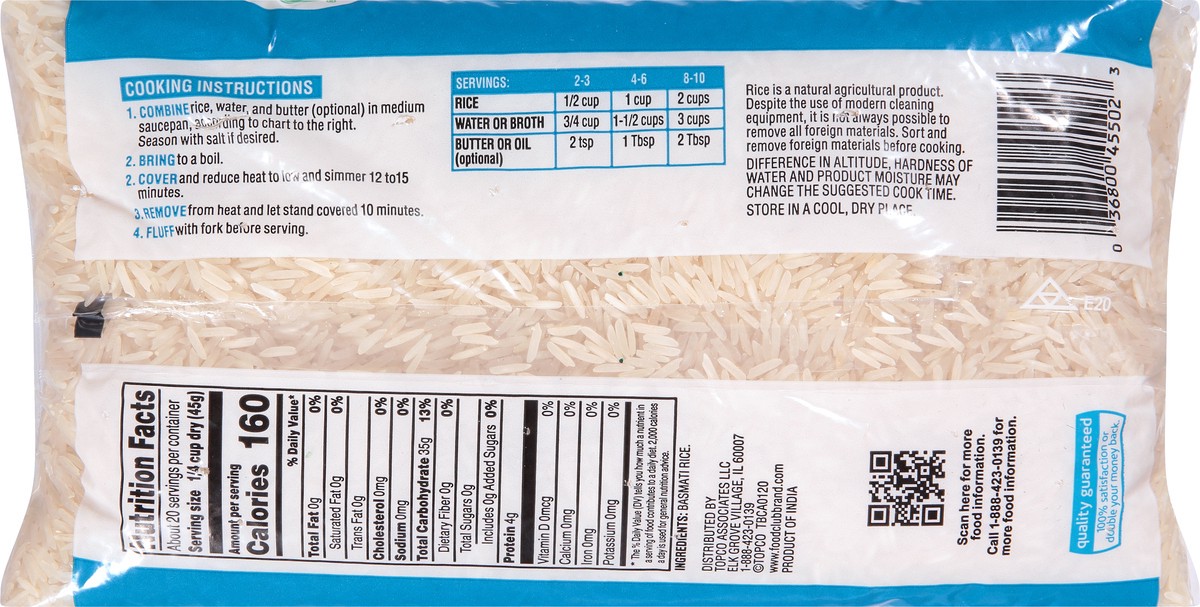 COOKING INSTRUCTIONS
1. COMBINE rice, water, and butter (optional) in medium
saucepan, according to chart to the right.
Season with salt if desired.
2. BRING to a boil.
2. COVER and reduce heat to low and simmer 12 to15
minutes.
3. REMOVE from heat and let stand covered 10 minutes.
4. FLUFF with fork before serving.
SERVINGS: 2-3 4-6 8-10
RICE 1/2 cup 1 cup 2 cups
WATER OR BROTH 3/4 cup 1-1/2 cups 3 cups
BUTTER OR OIL 2 tsp 1 Tbsp 2 Tbsp
(optional)
Rice is a natural agricultural product.
Despite the use of modern cleaning
equipment, it is not always possible to
remove all foreign materials. Sort and
remove foreign materials before cooking.
DIFFERENCE IN ALTITUDE, HARDNESS OF
WATER AND PRODUCT MOISTURE MAY
CHANGE THE SUGGESTED COOK TIME.
STORE IN A COOL, DRY PLACE.
0 36800 45502 3
E20
Nutrition Facts
About 20 servings per container
Serving size 1/4 cup dry (45g)
Amount per serving
Calories 160
% Daily Value*
Total Fat 0g 0%
Saturated Fat 0g 0%
Trans Fat 0g
Cholesterol 0mg 0%
Sodium 0mg 0%
Total Carbohydrate 35g 13%
Dietary Fiber 0g 0%
Total Sugars 0g
Includes 0g Added Sugars 0%
Protein 4g
Vitamin D 0mcg 0%
Calcium 0mg 0%
Iron 0mg 0%
Potassium 0mg 0%
* The % Daily Value (DV) tells you how much a nutrient in
a serving of food contributes to a daily diet. 2,000 calories
a day is used for general nutrition advice.
INGREDIENTS: BASMATI RICE.
DISTRIBUTED BY
TOPCO ASSOCIATES LLC
ELK GROVE VILLAGE, IL 60007
1-888-423-0139
©TOPCO TBCA0120
www.foodclubbrand.com
PRODUCT OF INDIA
Scan here for more
food information.
Call 1-888-423-0139 for
more food information.
quality guaranteed
100% satisfaction or
double your money back.